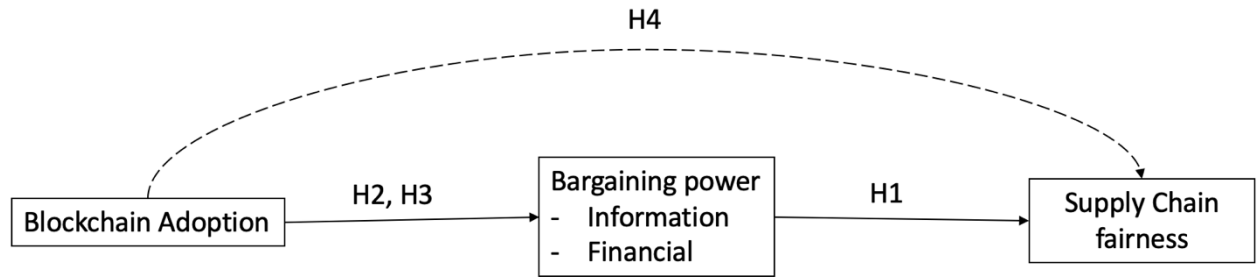 H4
Blockchain Adoption
H2, H3
Bargaining power
- Information
- Financial
H1
Supply Chain
fairness